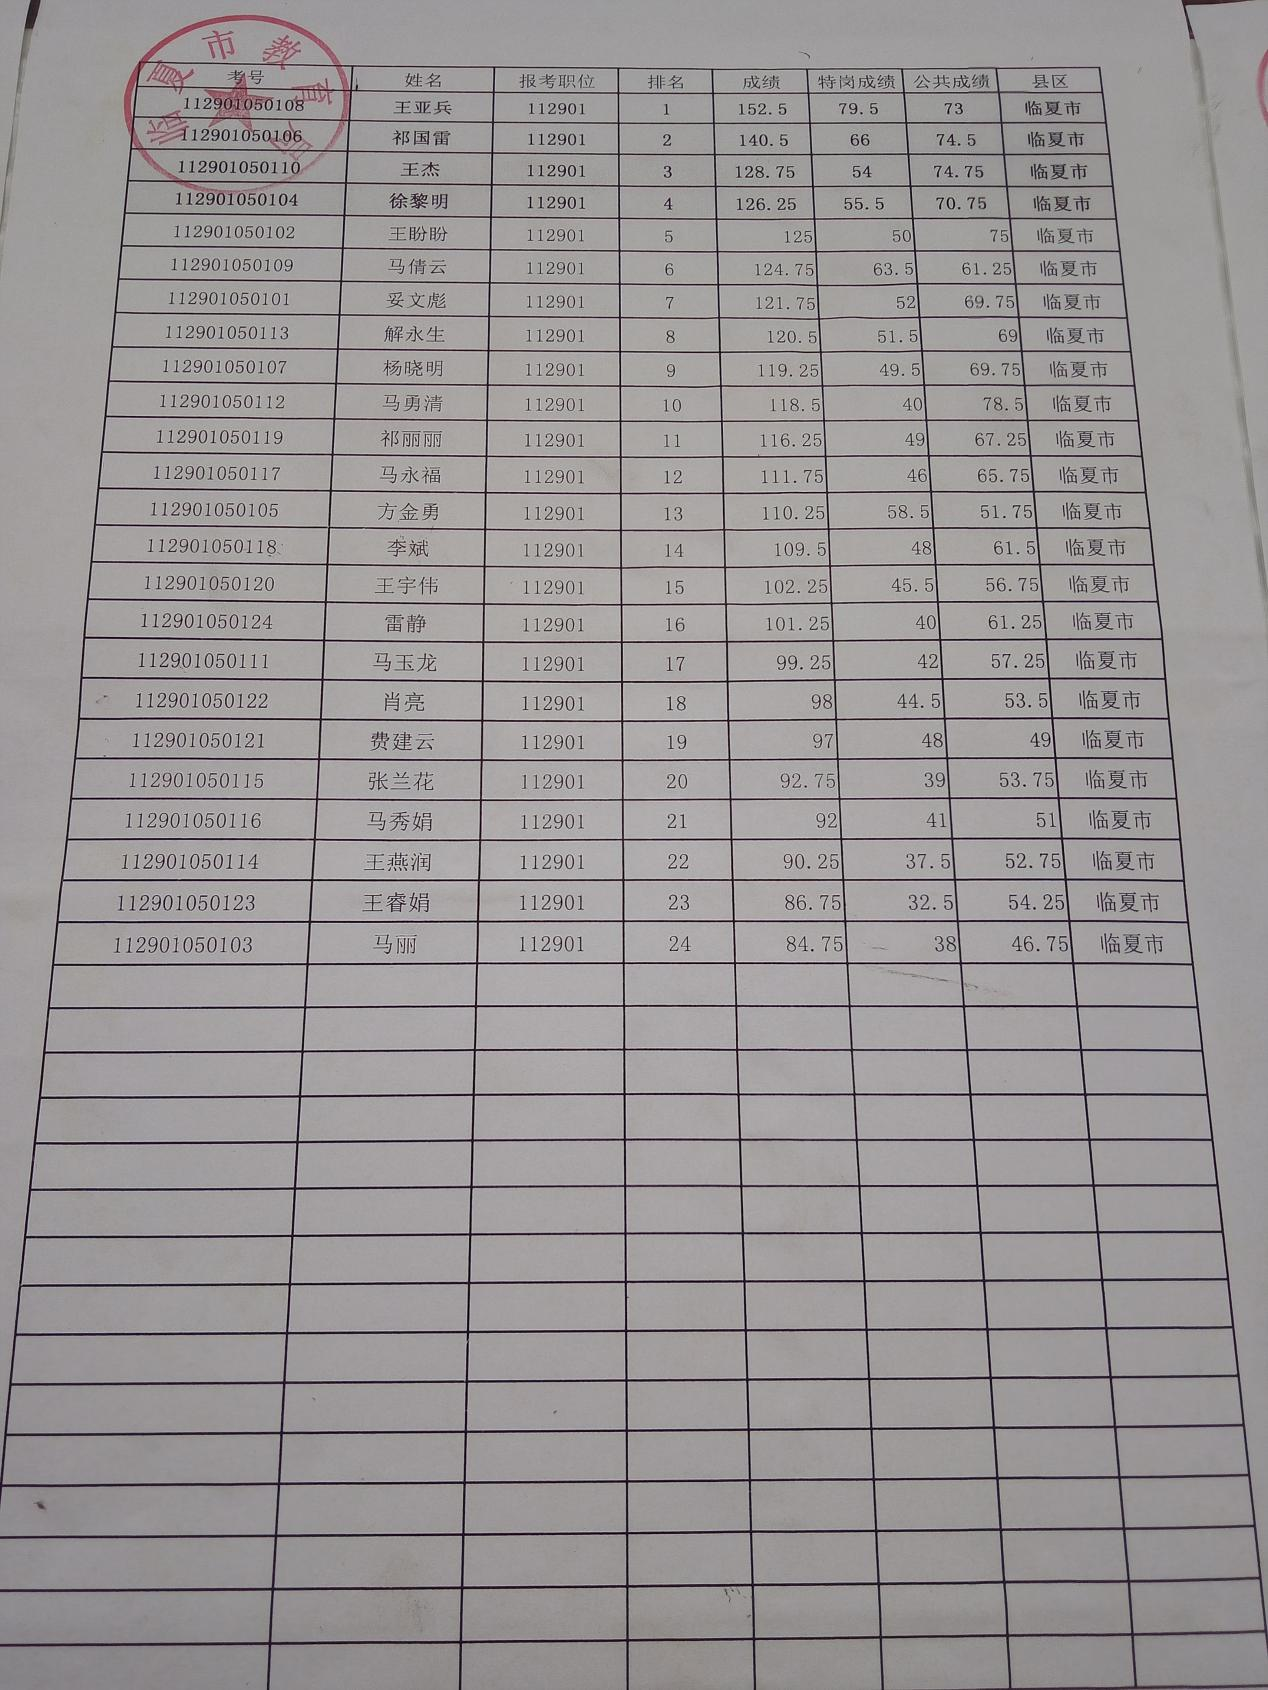 临夏市教育局
考号 姓名 报考职位 排名 成绩 特岗成绩 公共成绩 县区
112901050108 王亚兵 112901 1 152.5 79.5 73 临夏市
112901050106 祁国雷 112901 2 140.5 66 74.5 临夏市
112901050110 王杰 112901 3 128.75 54 74.75 临夏市
112901050104 徐黎明 112901 4 126.25 55.5 70.75 临夏市
112901050102 王盼盼 112901 5 125 50 75 临夏市
112901050109 马倩云 112901 6 124.75 63.5 61.25 临夏市
112901050101 妥文彪 112901 7 121.75 52 69.75 临夏市
112901050113 解永生 112901 8 120.5 51.5 69 临夏市
112901050107 杨晓明 112901 9 119.25 49.5 69.75 临夏市
112901050112 马勇清 112901 10 118.5 40 78.5 临夏市
112901050119 祁丽丽 112901 11 116.25 49 67.25 临夏市
112901050117 马永福 112901 12 111.75 46 65.75 临夏市
112901050105 方金勇 112901 13 110.25 58.5 51.75 临夏市
112901050118 李斌 112901 14 109.5 48 61.5 临夏市
112901050120 王宇伟 112901 15 102.25 45.5 56.75 临夏市
112901050124 雷静 112901 16 101.25 40 61.25 临夏市
112901050111 马玉龙 112901 17 99.25 42 57.25 临夏市
112901050122 肖亮 112901 18 98 44.5 53.5 临夏市
112901050121 费建云 112901 19 97 48 49 临夏市
112901050115 张兰花 112901 20 92.75 39 53.75 临夏市
112901050116 马秀娟 112901 21 92 41 51 临夏市
112901050114 王燕润 112901 22 90.25 37.5 52.75 临夏市
112901050123 王睿娟 112901 23 86.75 32.5 54.25 临夏市
112901050103 马丽 112901 24 84.75 38 46.75 临夏市